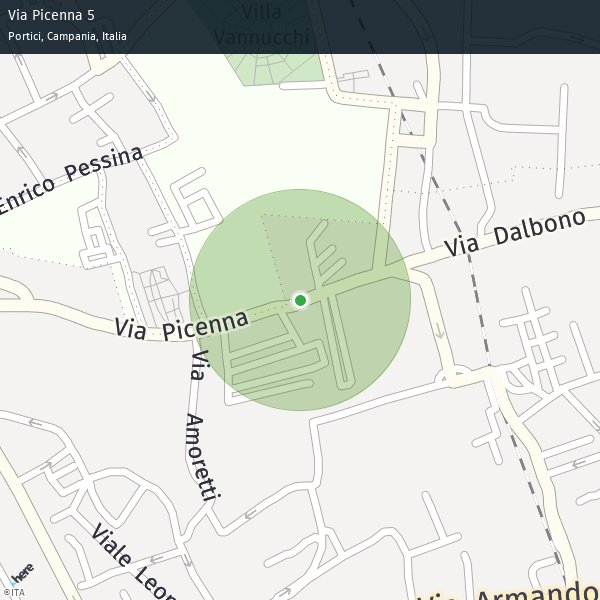 Via Picenna 5
Portici, Campania, Italia
Villa
Vannucchi
Enrico Pessina
Via Dalbono
Via Picenna
Via Amoretti
Viale Leon
Via Armando
here
©ITA